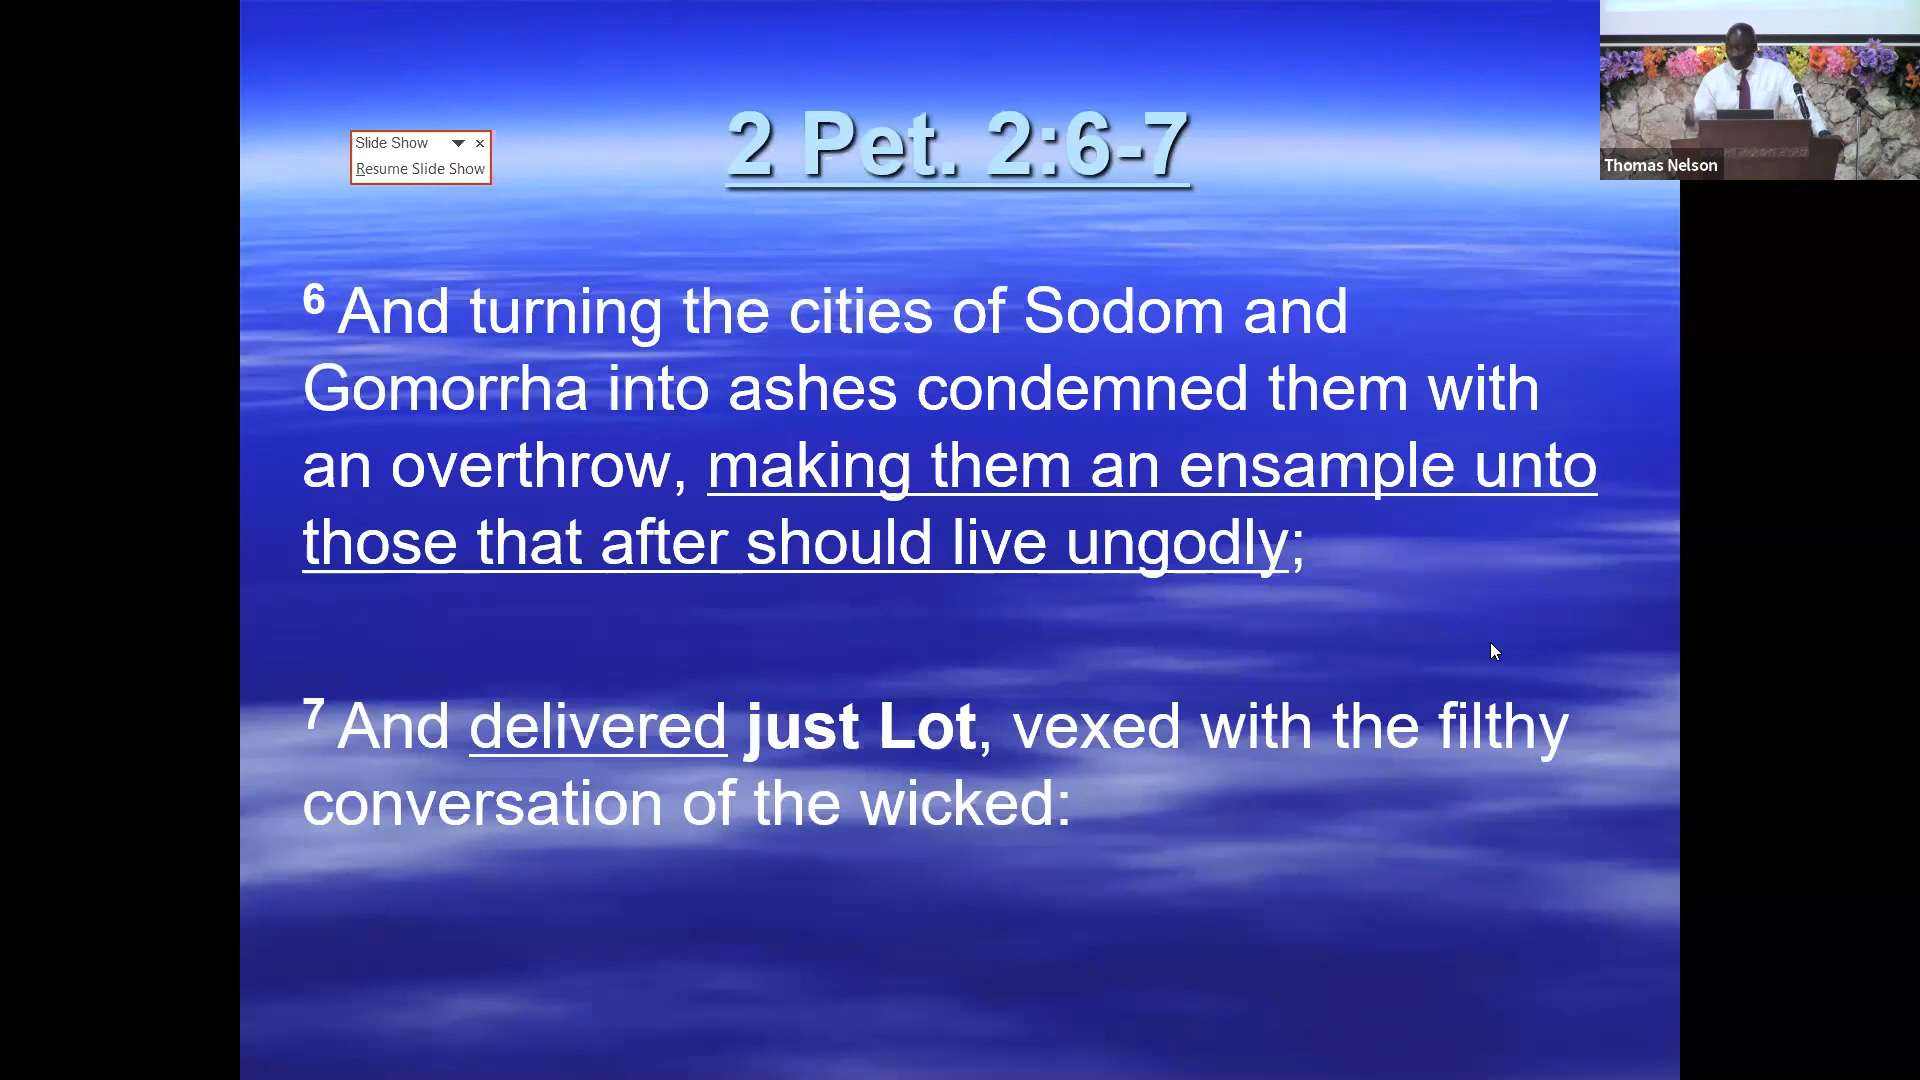 2 Pet. 2:6-7
Slide Show
Resume Slide Show
Thomas Nelson
6 And turning the cities of Sodom and
Gomorrha into ashes condemned them with
an overthrow, making them an ensample unto
those that after should live ungodly;
7 And delivered just Lot, vexed with the filthy
conversation of the wicked: